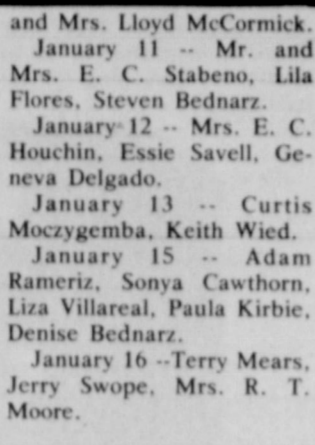 and Mrs. Lloyd McCormick.
January 11 -- Mr. and
Mrs. E. C. Stabeno, Lila
Flores, Steven Bednarz.
January 12 -- Mrs. E. C.
Houchin, Essie Savell, Ge-
neva Delgado.
January 13 -- Curtis
Moczygemba, Keith Wied.
January 15 -- Adam
Rameriz, Sonya Cawthorn,
Liza Villareal, Paula Kirbie,
Denise Bednarz.
January 16 --Terry Mears,
Jerry Swope, Mrs. R. T.
Moore.